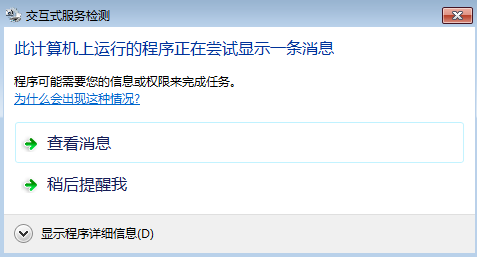 交互式服务检测
此计算机上运行的程序正在尝试显示一条消息
程序可能需要您的信息或权限来完成任务。
为什么会出现这种情况?
查看消息
稍后提醒我
显示程序详细信息(D)